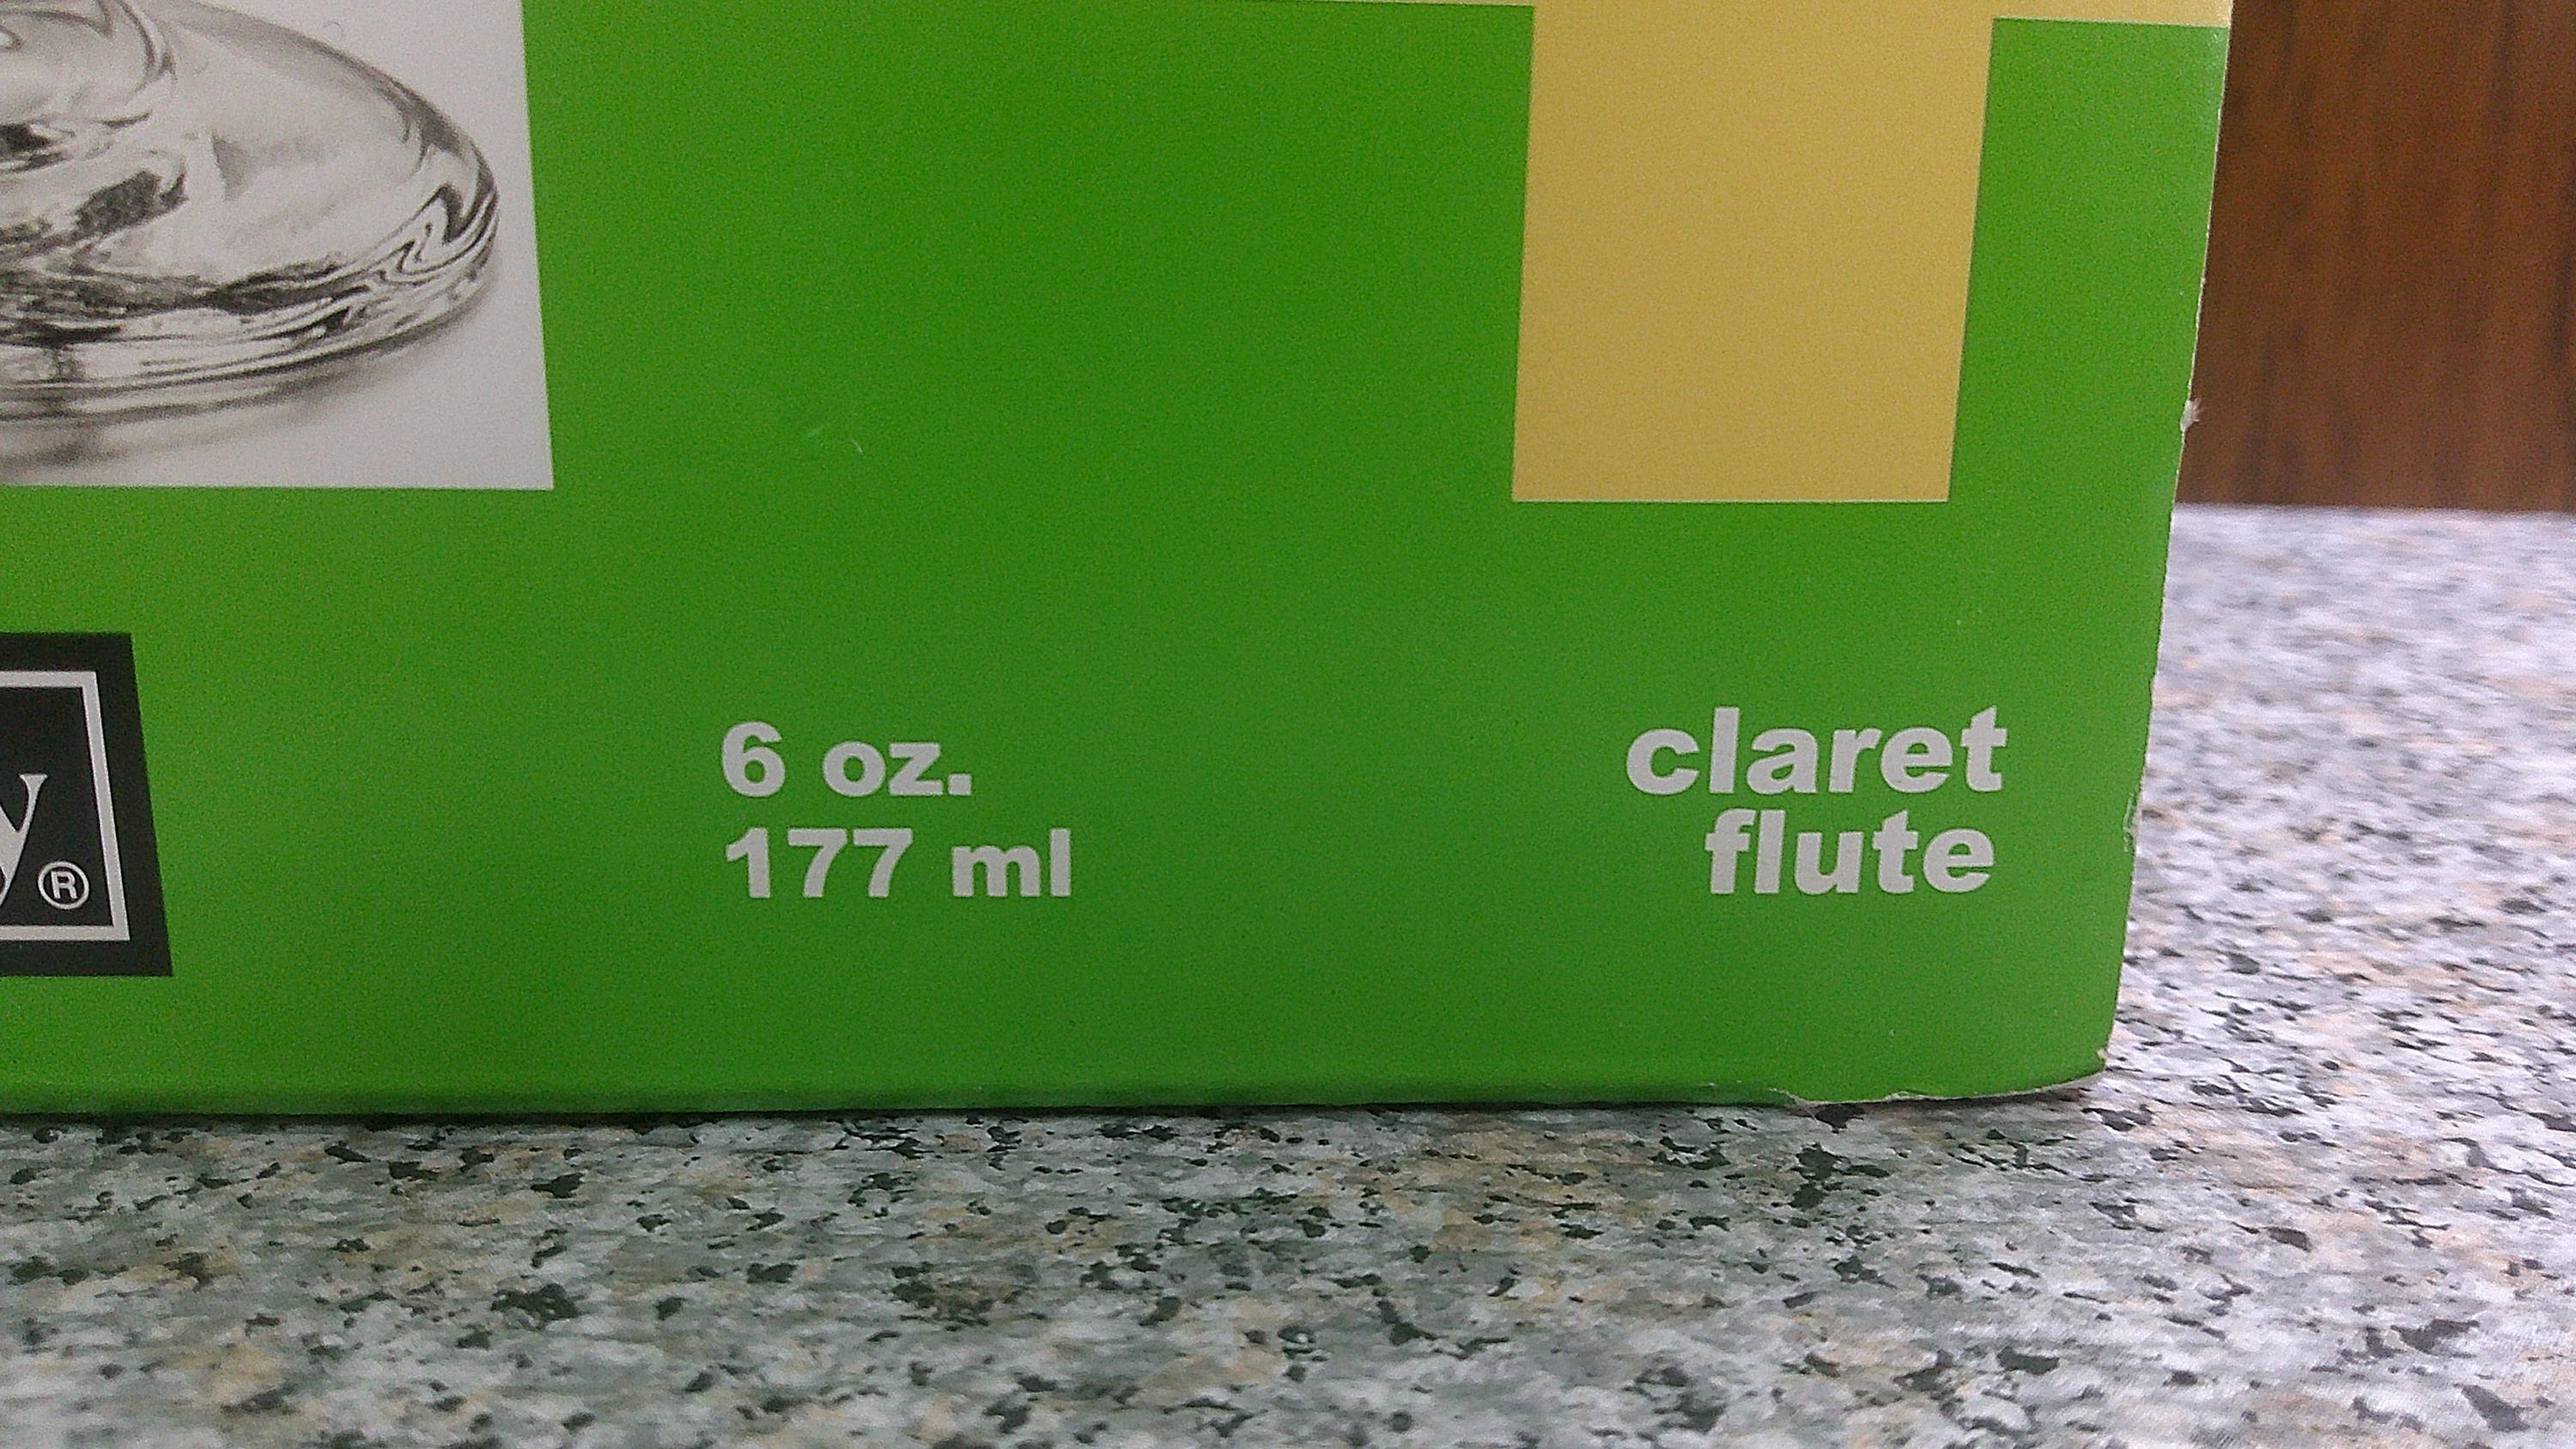 6 oz.
177 ml
claret
flute
y®